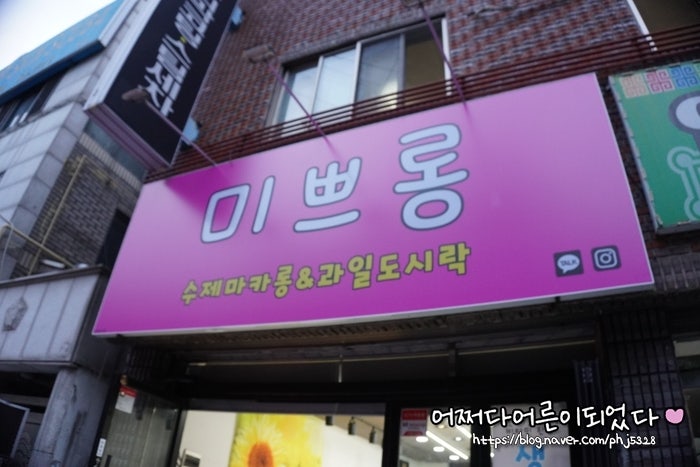 미쁘롱
수제마카롱&과일도시락
TALK
생
어쩌다어른이되었다
https://blog.naver.com/phj5328